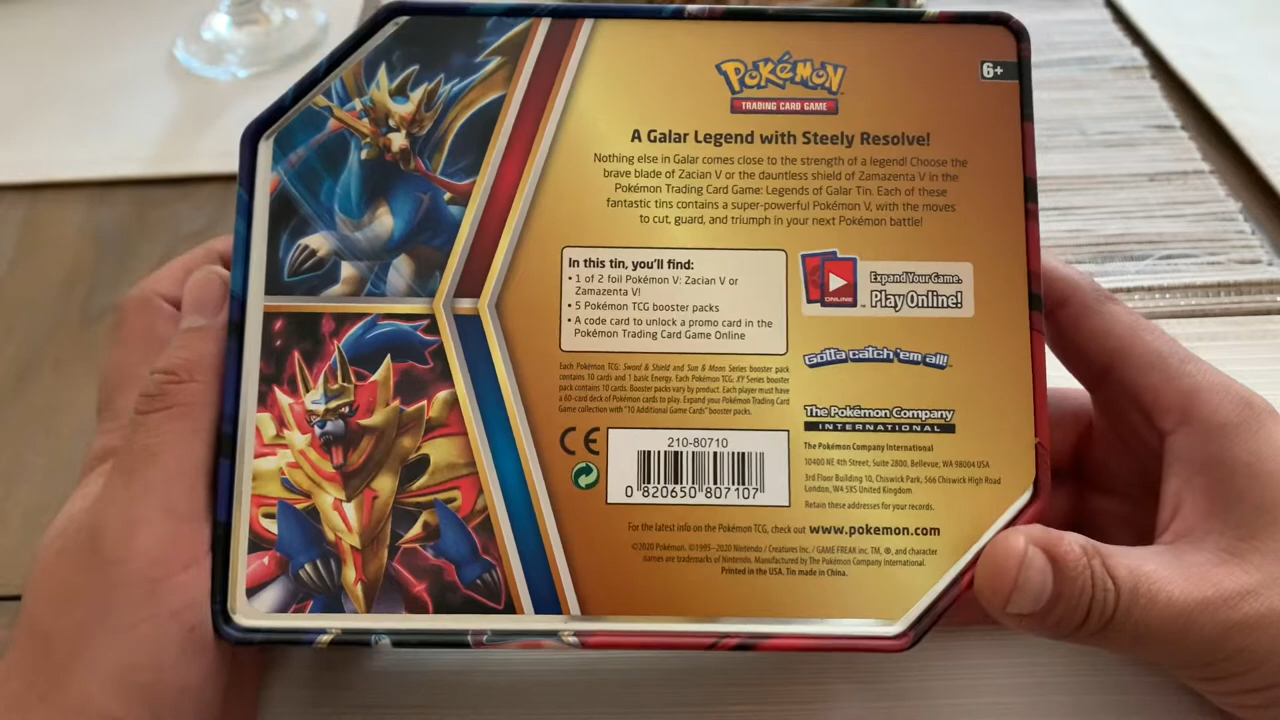 POKéMON
TRADING CARD GAME
6+
A Galar Legend with Steely Resolve!
Nothing else in Galar comes close to the strength of a legend! Choose the
brave blade of Zacian V or the dauntless shield of Zamazenta V in the
Pokémon Trading Card Game: Legends of Galar Tin. Each of these
fantastic tins contains a super-powerful Pokémon V, with the moves
to cut, guard, and triumph in your next Pokémon battle!
In this tin, you'll find:
• 1 of 2 foil Pokémon V: Zacian V or
Zamazenta V!
• 5 Pokémon TCG booster packs
• A code card to unlock a promo card in the
Pokémon Trading Card Game Online
ONLINE
Expand Your Game.
Play Online!
Gotta catch 'em all!™
Each Pokémon TCG: Sword & Shield and Sun & Moon Series booster pack
contains 10 cards and 1 basic Energy. Each Pokémon TCG: XY Series booster
pack contains 10 cards. Booster packs vary by product. Each player must have
a 60-card deck of Pokémon cards to play. Expand your Pokémon Trading Card
Game collection with "10 Additional Game Cards" booster packs.
CE
210-80710
0 820650 807107
The Pokémon Company
INTERNATIONAL
The Pokémon Company International
10400 NE 4th Street, Suite 2800, Bellevue, WA 98004 USA
3rd Floor Building 10, Chiswick Park, 566 Chiswick High Road
London, W4 5XS United Kingdom
Retain these addresses for your records.
For the latest info on the Pokémon TCG, check out www.pokemon.com
©2020 Pokémon. ©1995–2020 Nintendo / Creatures Inc. / GAME FREAK inc. TM, ®, and character
names are trademarks of Nintendo. Manufactured by The Pokémon Company International.
Printed in the USA. Tin made in China.